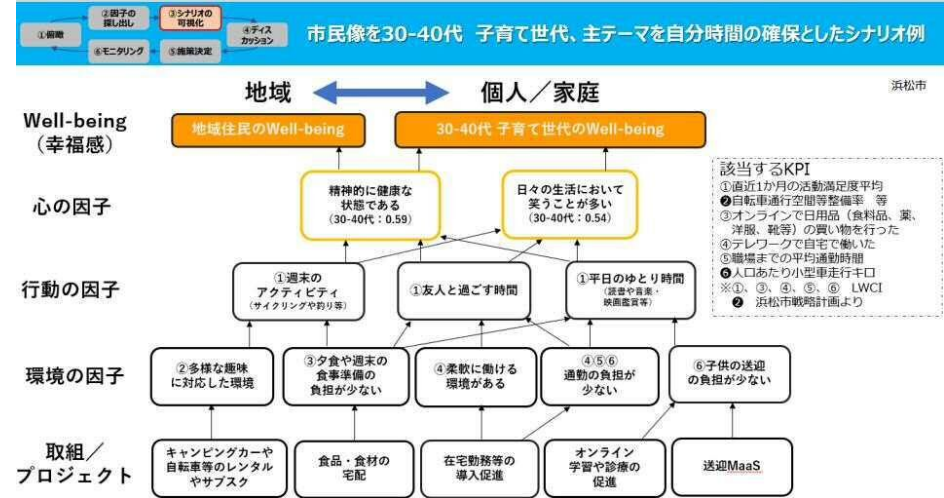 ①俯瞰
②因子の
探し出し
③シナリオの
可視化
④ディス
カッション
⑥モニタリング
⑤施策決定
市民像を30-40代 子育て世代、主テーマを自分時間の確保としたシナリオ例
浜松市
地域
個人／家庭
Well-being
（幸福感）
地域住民のWell-being
30-40代 子育て世代のWell-being
心の因子
精神的に健康な
状態である
（30-40代：0.59）
日々の生活において
笑うことが多い
（30-40代：0.54）
該当するKPI
①直近1か月の活動満足度平均
❷自転車通行空間等整備率 等
③オンラインで日用品（食料品、薬、
洋服、靴等）の買い物を行った
④テレワークで自宅で働いた
⑤職場までの平均通勤時間
❻人口あたり小型車走行キロ
※①、③、④、⑤、⑥ LWCI
❷ 浜松市戦略計画より
行動の因子
①週末の
アクティビティ
（サイクリングや釣り等）
①友人と過ごす時間
①平日のゆとり時間
（読書や音楽・
映画鑑賞等）
環境の因子
②多様な趣味
に対応した環境
③夕食や週末の
食事準備の
負担が少ない
④柔軟に働ける
環境がある
④⑤⑥
通勤の負担が
少ない
⑥子供の送迎
の負担が少ない
取組／
プロジェクト
キャンピングカーや
自転車等のレンタル
やサブスク
食品・食材の
宅配
在宅勤務等の
導入促進
オンライン
学習や診療の
促進
送迎MaaS